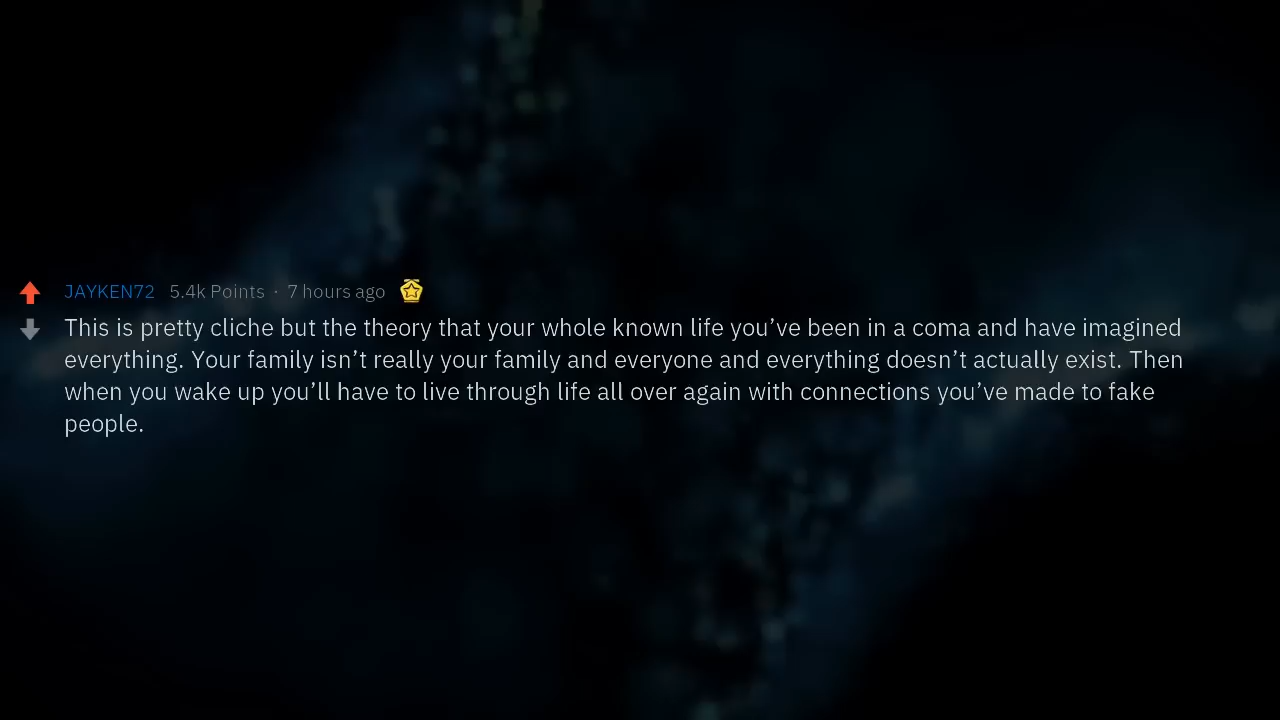 JAYKEN72 5.4k Points · 7 hours ago
This is pretty cliche but the theory that your whole known life you’ve been in a coma and have imagined
everything. Your family isn’t really your family and everyone and everything doesn’t actually exist. Then
when you wake up you’ll have to live through life all over again with connections you’ve made to fake
people.